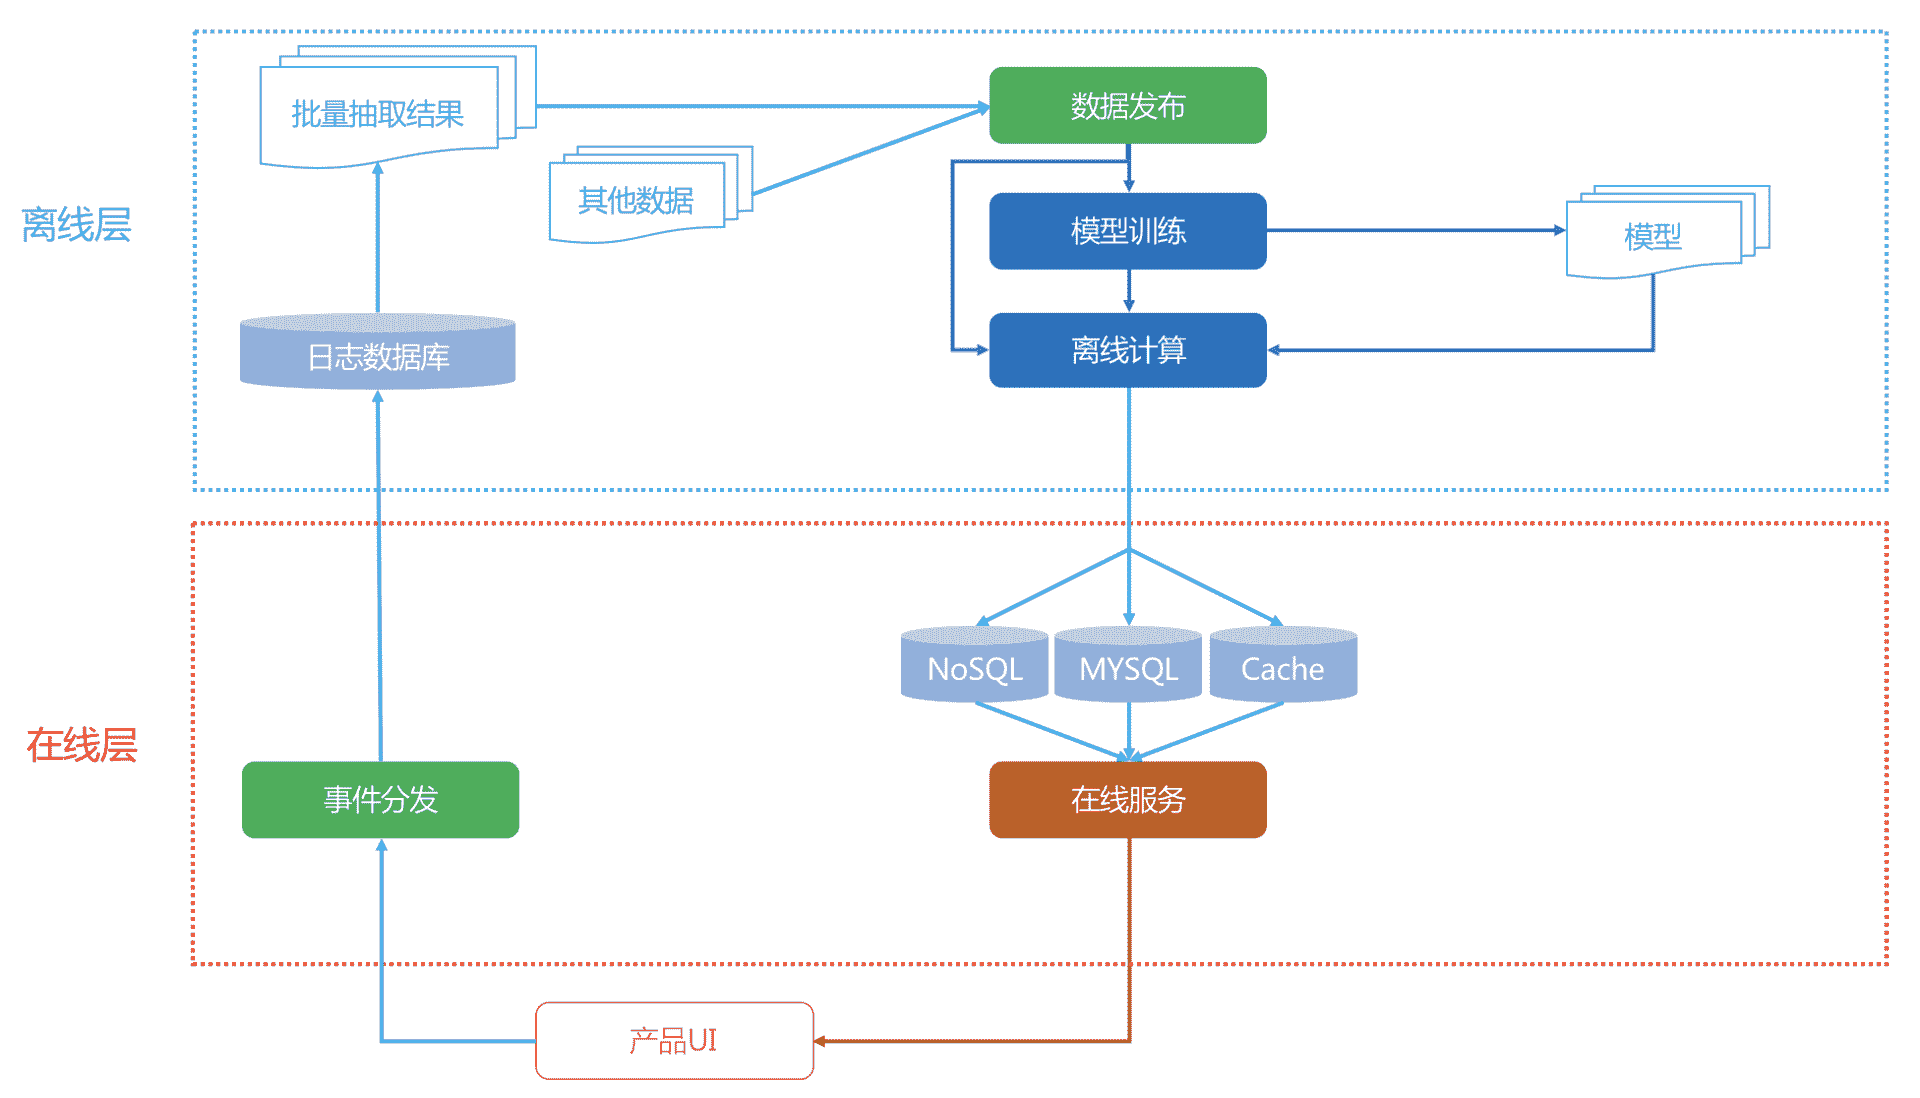 批量抽取结果
数据发布
其他数据
离线层
模型训练
模型
日志数据库
离线计算
NoSQL
MYSQL
Cache
在线层
事件分发
在线服务
产品UI